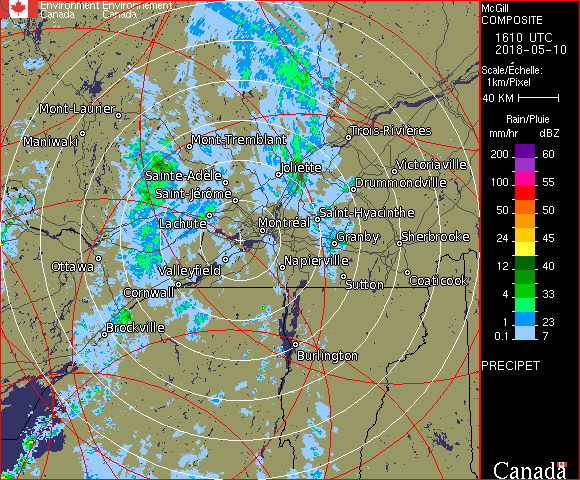 Environment Environnement
Canada Canada
McGill
COMPOSITE
1610 UTC
2018-05-10
Scale/Échelle:
1km/Pixel
40 KM
Rain/Pluie
mm/hr dBZ
200 60
100 55
50 50
24 45
12 40
4 33
1 23
0.1 7
PRECIPET
Canada
Mont-Laurier
Maniwaki
Mont-Tremblant
Trois-Rivières
Sainte-Adèle
Joliette
Victoriaville
Saint-Jérôme
Drummondville
Lachute
Saint-Hyacinthe
Montréal
Granby
Sherbrooke
Ottawa
Valleyfield
Napierville
Cornwall
Sutton
Coaticook
Brockville
Burlington